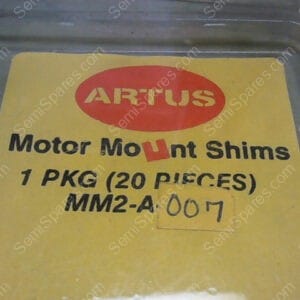 ARTUS
Motor Mount Shims
1 PKG (20 PIECES)
MM2-A-007